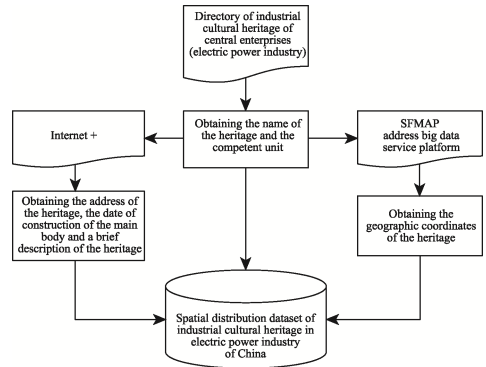 Directory of industrial
cultural heritage of
central enterprises
(electric power industry)
Internet +
Obtaining the name of
the heritage and the
competent unit
SFMAP
address big data
service platform
Obtaining the address of
the heritage, the date of
construction of the main
body and a brief
description of the heritage
Obtaining the
geographic coordinates
of the heritage
Spatial distribution dataset of
industrial cultural heritage in
electric power industry
of China